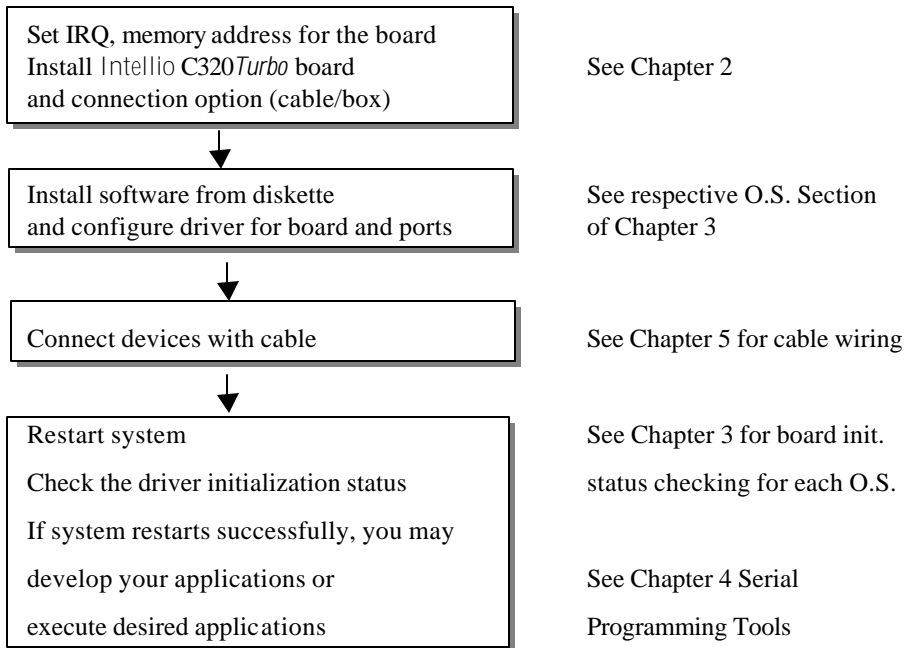 Set IRQ, memory address for the board
Install Intellio C320Turbo board
and connection option (cable/box)
See Chapter 2
Install software from diskette
and configure driver for board and ports
See respective O.S. Section
of Chapter 3
Connect devices with cable
See Chapter 5 for cable wiring
Restart system
See Chapter 3 for board init.
Check the driver initialization status
status checking for each O.S.
If system restarts successfully, you may
develop your applications or
See Chapter 4 Serial
execute desired applications
Programming Tools